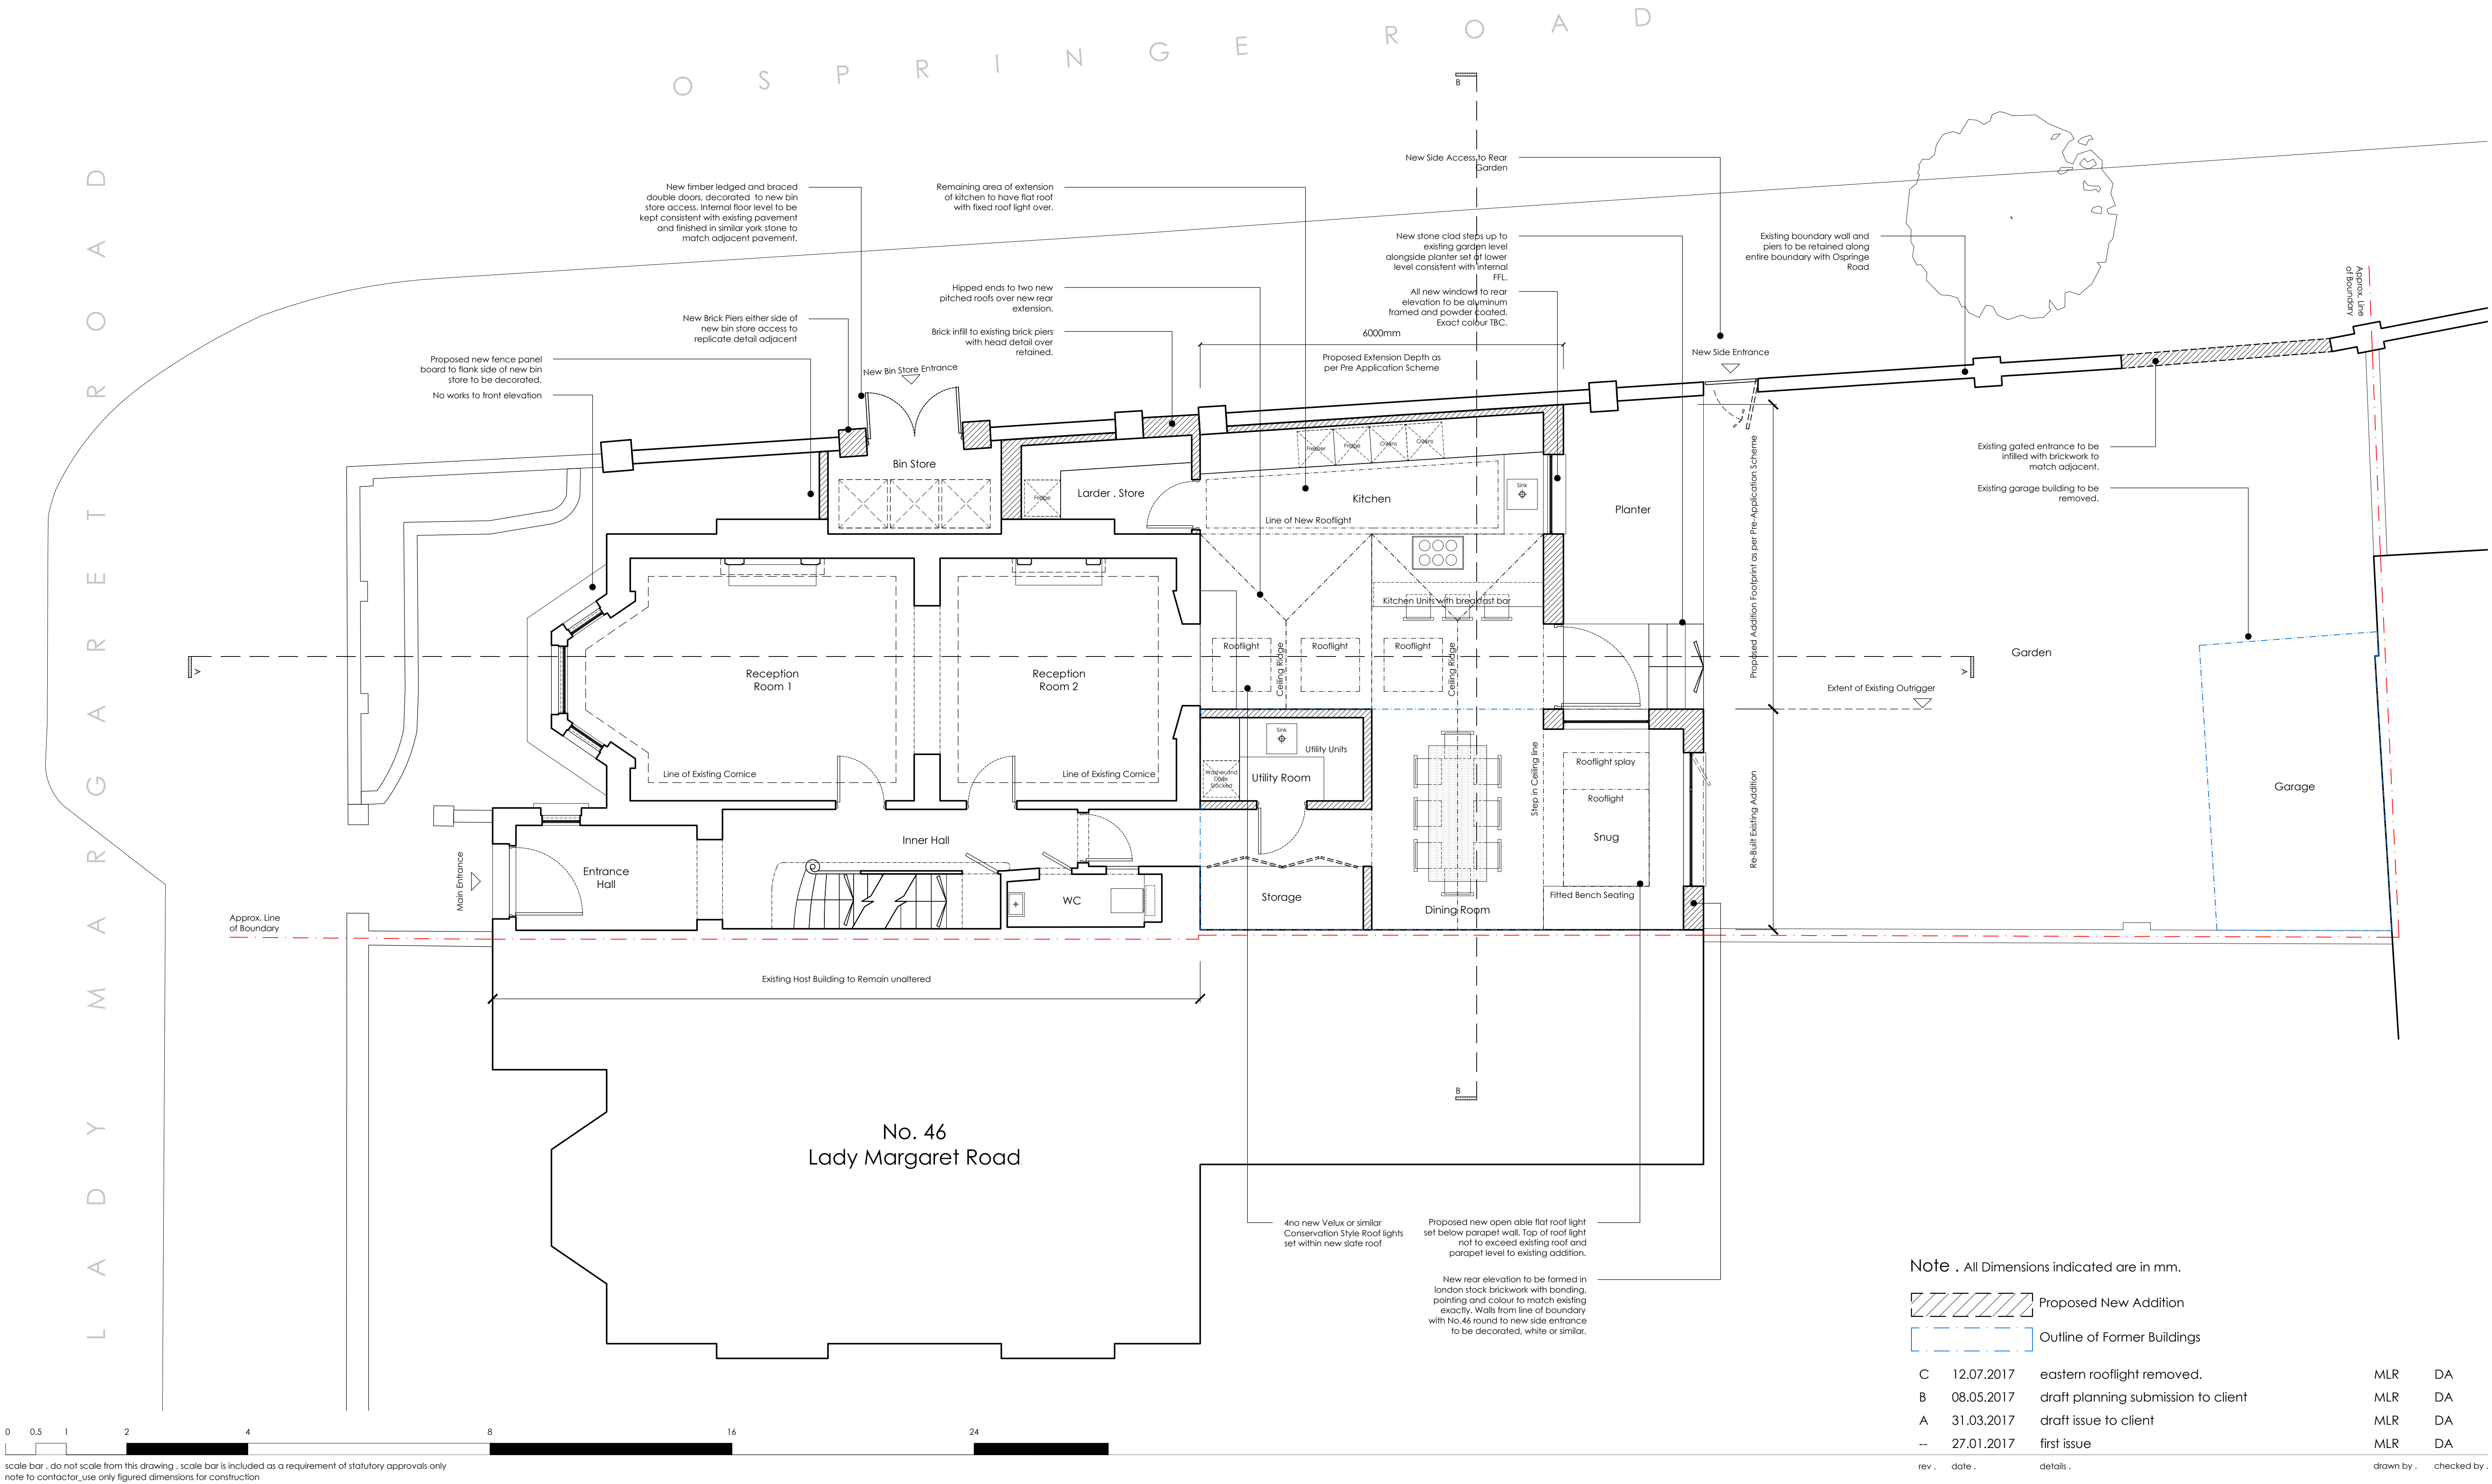 OSPRINGE ROAD
LADY MARGARET ROAD
B
New Side Access to Rear
Garden
New timber ledged and braced
double doors, decorated to new bin
store access. Internal floor level to be
kept consistent with existing pavement
and finished in similar york stone to
match adjacent pavement.
Remaining area of extension
of kitchen to have flat roof
with fixed roof light over.
New stone clad steps up to
existing garden level
alongside planter set at lower
level consistent with internal
FFL.
Existing boundary wall and
piers to be retained along
entire boundary with Ospringe
Road
Approx. Line
of Boundary
Hipped ends to two new
pitched roofs over new rear
extension.
All new windows to rear
elevation to be aluminum
framed and powder coated.
Exact colour TBC.
New Brick Piers either side of
new bin store access to
replicate detail adjacent
Brick infill to existing brick piers
with head detail over
retained.
6000mm
Proposed Extension Depth as
per Pre Application Scheme
New Side Entrance
Proposed new fence panel
board to flank side of new bin
store to be decorated.
New Bin Store Entrance
No works to front elevation
Existing gated entrance to be
infilled with brickwork to
match adjacent.
Existing garage building to be
removed.
Bin Store
Fridge
Larder . Store
Freezer
Fridge
Ovens
Ovens
Kitchen
Sink
Line of New Rooflight
Planter
Kitchen Units with breakfast bar
Proposed Addition Footprint as per Pre-Application Scheme
Rooflight
Rooflight
Rooflight
Ceiling Ridge
Ceiling Ridge
Garden
A
A
Reception
Room 1
Reception
Room 2
Extent of Existing Outrigger
Sink
Utility Units
Step in Ceiling line
Rooflight splay
Line of Existing Cornice
Line of Existing Cornice
Washer and
Dryer
Stacked
Utility Room
Rooflight
Garage
Re-Built Existing Addition
Snug
Inner Hall
Main Entrance
Entrance
Hall
WC
Storage
Fitted Bench Seating
Dining Room
Approx. Line
of Boundary
Existing Host Building to Remain unaltered
B
No. 46
Lady Margaret Road
4no new Velux or similar
Conservation Style Roof lights
set within new slate roof
Proposed new open able flat roof light
set below parapet wall. Top of roof light
not to exceed existing roof and
parapet level to existing addition.
New rear elevation to be formed in
london stock brickwork with bonding,
pointing and colour to match existing
exactly. Walls from line of boundary
with No.46 round to new side entrance
to be decorated, white or similar.
Note . All Dimensions indicated are in mm.
Proposed New Addition
Outline of Former Buildings
C 12.07.2017 eastern rooflight removed. MLR DA
B 08.05.2017 draft planning submission to client MLR DA
A 31.03.2017 draft issue to client MLR DA
-- 27.01.2017 first issue MLR DA
rev . date . details . drawn by . checked by .
0 0.5 1 2 4 8 16 24
scale bar . do not scale from this drawing . scale bar is included as a requirement of statutory approvals only
note to contactor_use only figured dimensions for construction